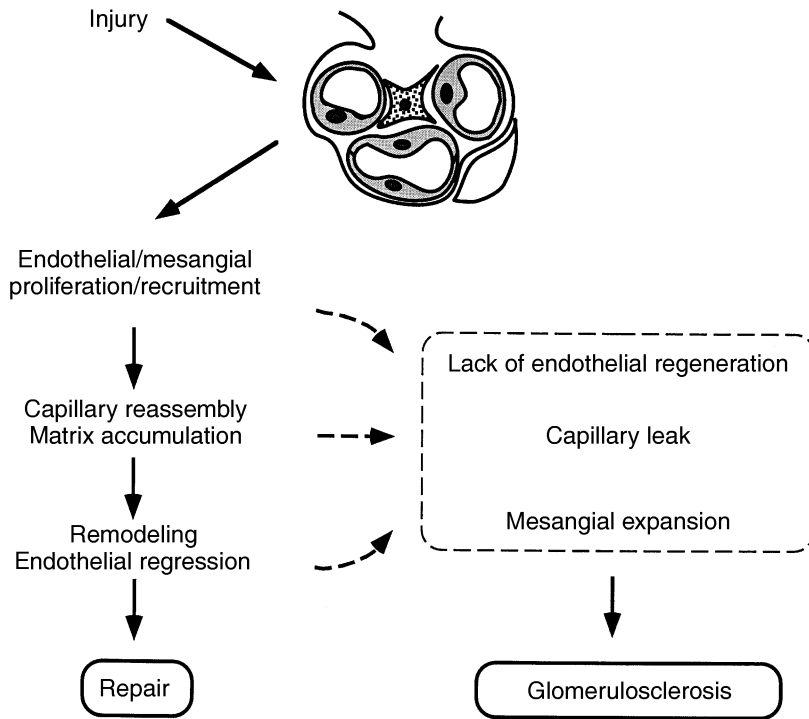 Injury
Endothelial/mesangial
proliferation/recruitment
Lack of endothelial regeneration
Capillary reassembly
Matrix accumulation
Capillary leak
Remodeling
Endothelial regression
Mesangial expansion
Repair
Glomerulosclerosis